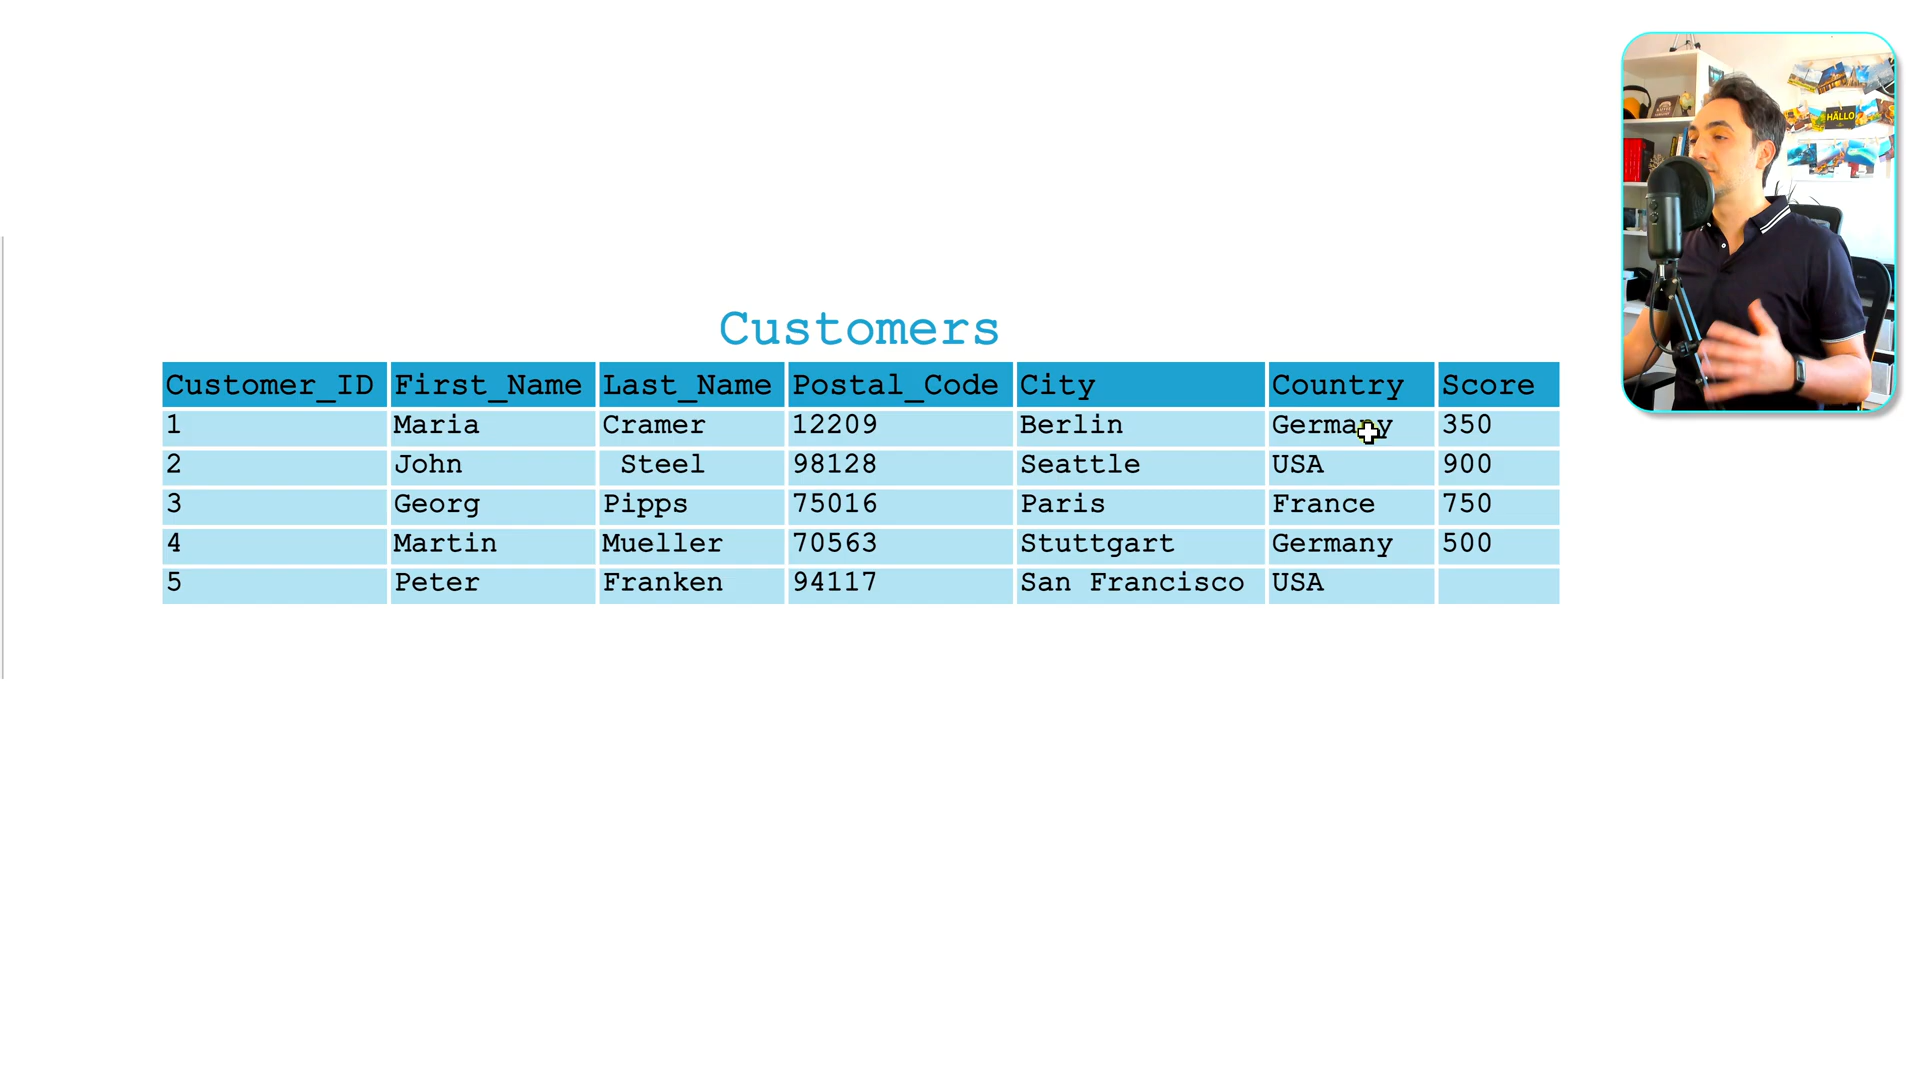 Customers
Customer_ID First_Name Last_Name Postal_Code City Country Score
1 Maria Cramer 12209 Berlin Germany 350
2 John Steel 98128 Seattle USA 900
3 Georg Pipps 75016 Paris France 750
4 Martin Mueller 70563 Stuttgart Germany 500
5 Peter Franken 94117 San Francisco USA
HALLO